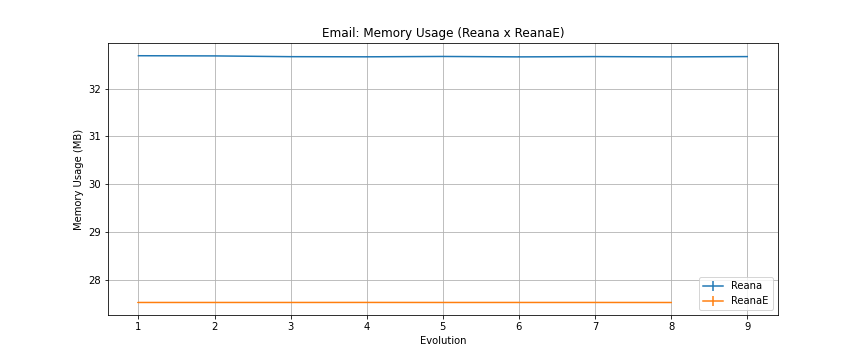 Email: Memory Usage (Reana x ReanaE)
Memory Usage (MB)
32
31
30
29
28
1 2 3 4 5 6 7 8 9
Evolution
Reana
ReanaE